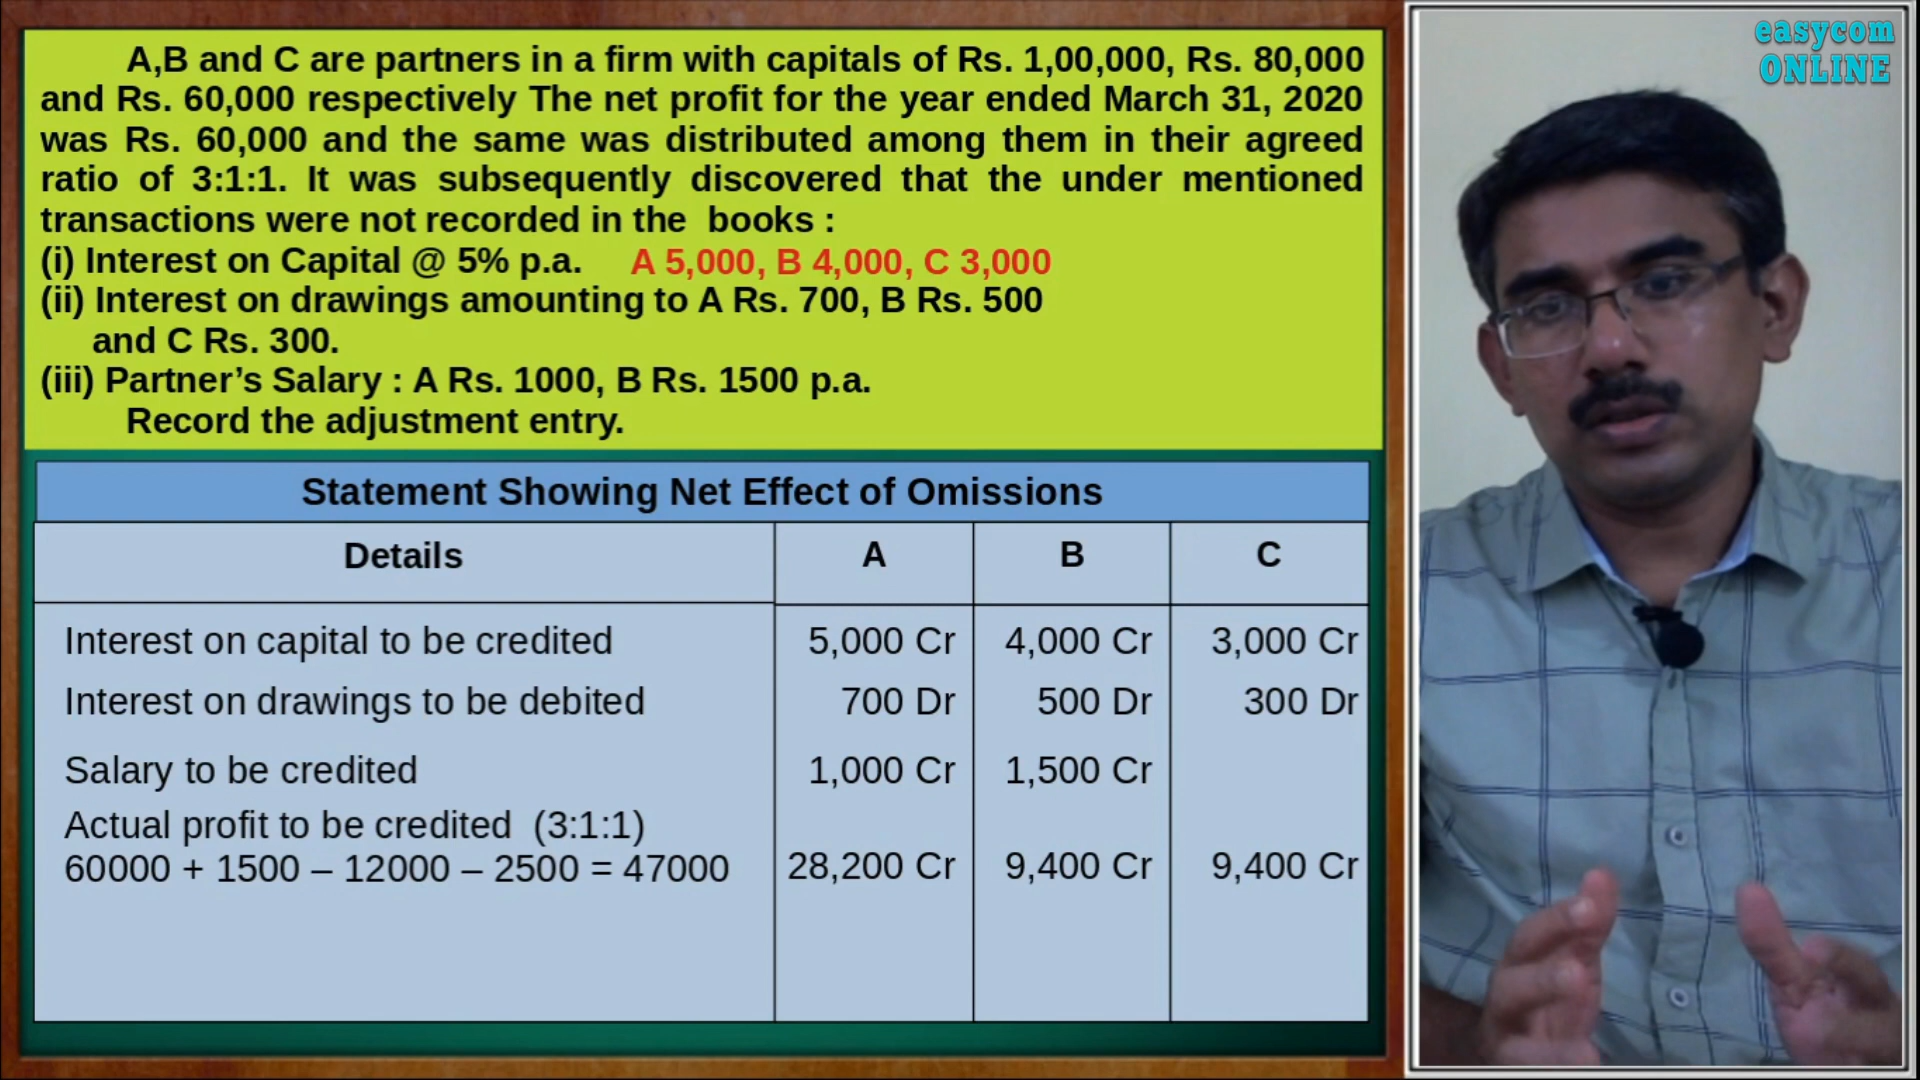 easycom
ONLINE
A,B and C are partners in a firm with capitals of Rs. 1,00,000, Rs. 80,000
and Rs. 60,000 respectively The net profit for the year ended March 31, 2020
was Rs. 60,000 and the same was distributed among them in their agreed
ratio of 3:1:1. It was subsequently discovered that the under mentioned
transactions were not recorded in the books :
(i) Interest on Capital @ 5% p.a. A 5,000, B 4,000, C 3,000
(ii) Interest on drawings amounting to A Rs. 700, B Rs. 500
and C Rs. 300.
(iii) Partner’s Salary : A Rs. 1000, B Rs. 1500 p.a.
Record the adjustment entry.
Statement Showing Net Effect of Omissions
Details A B C
Interest on capital to be credited 5,000 Cr 4,000 Cr 3,000 Cr
Interest on drawings to be debited 700 Dr 500 Dr 300 Dr
Salary to be credited 1,000 Cr 1,500 Cr
Actual profit to be credited (3:1:1)
60000 + 1500 – 12000 – 2500 = 47000 28,200 Cr 9,400 Cr 9,400 Cr